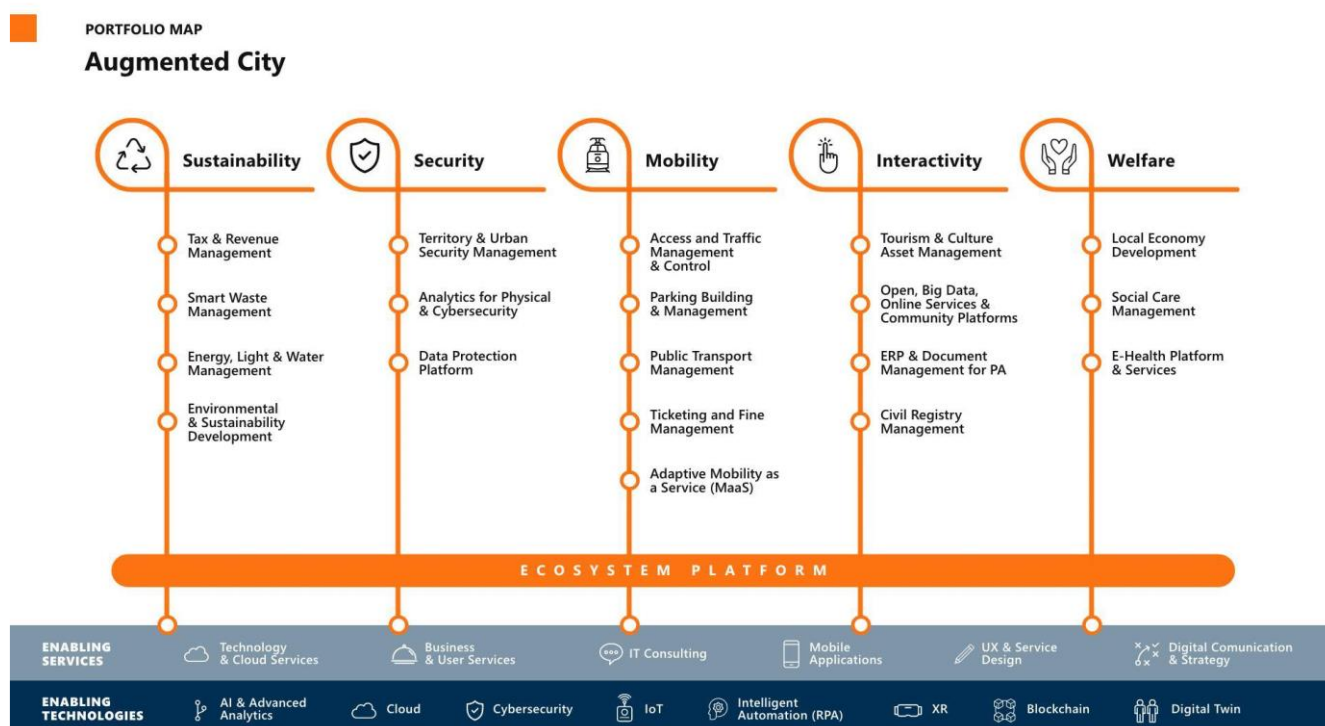 PORTFOLIO MAP
Augmented City
Sustainability
Tax & Revenue
Management
Smart Waste
Management
Energy, Light & Water
Management
Environmental
& Sustainability
Development
Security
Territory & Urban
Security Management
Analytics for Physical
& Cybersecurity
Data Protection
Platform
Mobility
Access and Traffic
Management
& Control
Parking Building
& Management
Public Transport
Management
Ticketing and Fine
Management
Adaptive Mobility as
a Service (MaaS)
Interactivity
Tourism & Culture
Asset Management
Open, Big Data,
Online Services &
Community Platforms
ERP & Document
Management for PA
Civil Registry
Management
Welfare
Local Economy
Development
Social Care
Management
E-Health Platform
& Services
ECOSYSTEM PLATFORM
ENABLING
SERVICES
Technology
& Cloud Services
Business
& User Services
IT Consulting
Mobile
Applications
UX & Service
Design
Digital Comunication
& Strategy
ENABLING
TECHNOLOGIES
AI & Advanced
Analytics
Cloud
Cybersecurity
IoT
Intelligent
Automation (RPA)
XR
Blockchain
Digital Twin